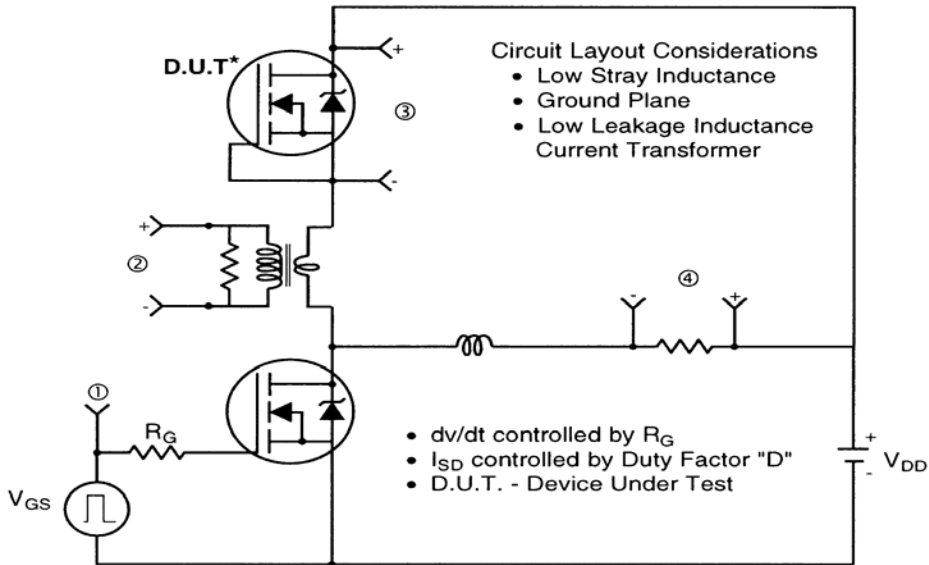 D.U.T*
+
-
③
Circuit Layout Considerations
• Low Stray Inductance
• Ground Plane
• Low Leakage Inductance
Current Transformer
+
②
-
④
- +
①
RG
VGS
• dv/dt controlled by RG
• ISD controlled by Duty Factor "D"
• D.U.T. - Device Under Test
+
VDD
-